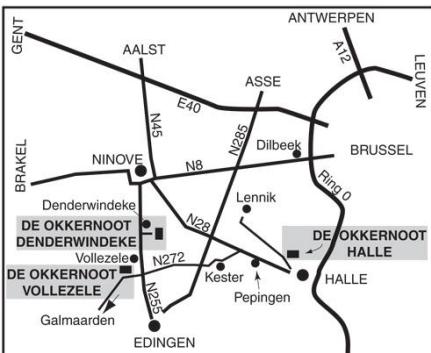 ANTWERPEN
GENT
AALST
A12
LEUVEN
ASSE
E40
N45
N285
Dilbeek
BRUSSEL
NINOVE
N8
BRAKEL
Ring 0
Lennik
Denderwindeke
DE OKKERNOOT
DENDERWINDEKE
N28
DE OKKERNOOT
HALLE
Vollezele
N272
DE OKKERNOOT
VOLLEZELE
Kester
HALLE
N255
Pepingen
Galmaarden
EDINGEN